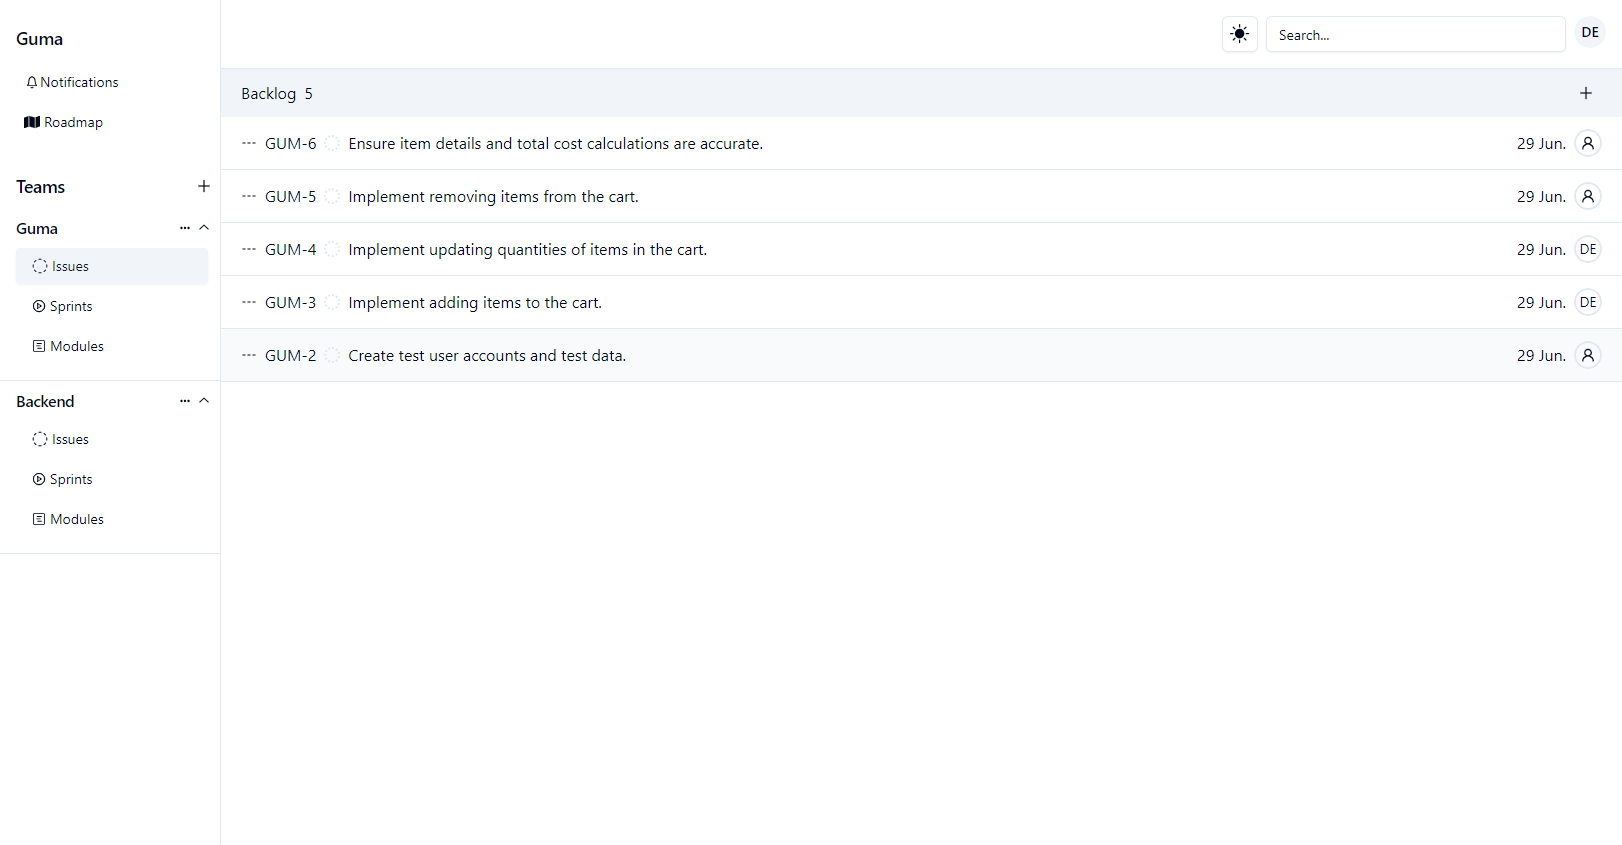 Guma
Notifications
Roadmap
Teams
Guma
Issues
Sprints
Modules
Backend
Issues
Sprints
Modules
Search...
DE
Backlog 5
GUM-6 Ensure item details and total cost calculations are accurate. 29 Jun.
GUM-5 Implement removing items from the cart. 29 Jun.
GUM-4 Implement updating quantities of items in the cart. 29 Jun. DE
GUM-3 Implement adding items to the cart. 29 Jun. DE
GUM-2 Create test user accounts and test data. 29 Jun.